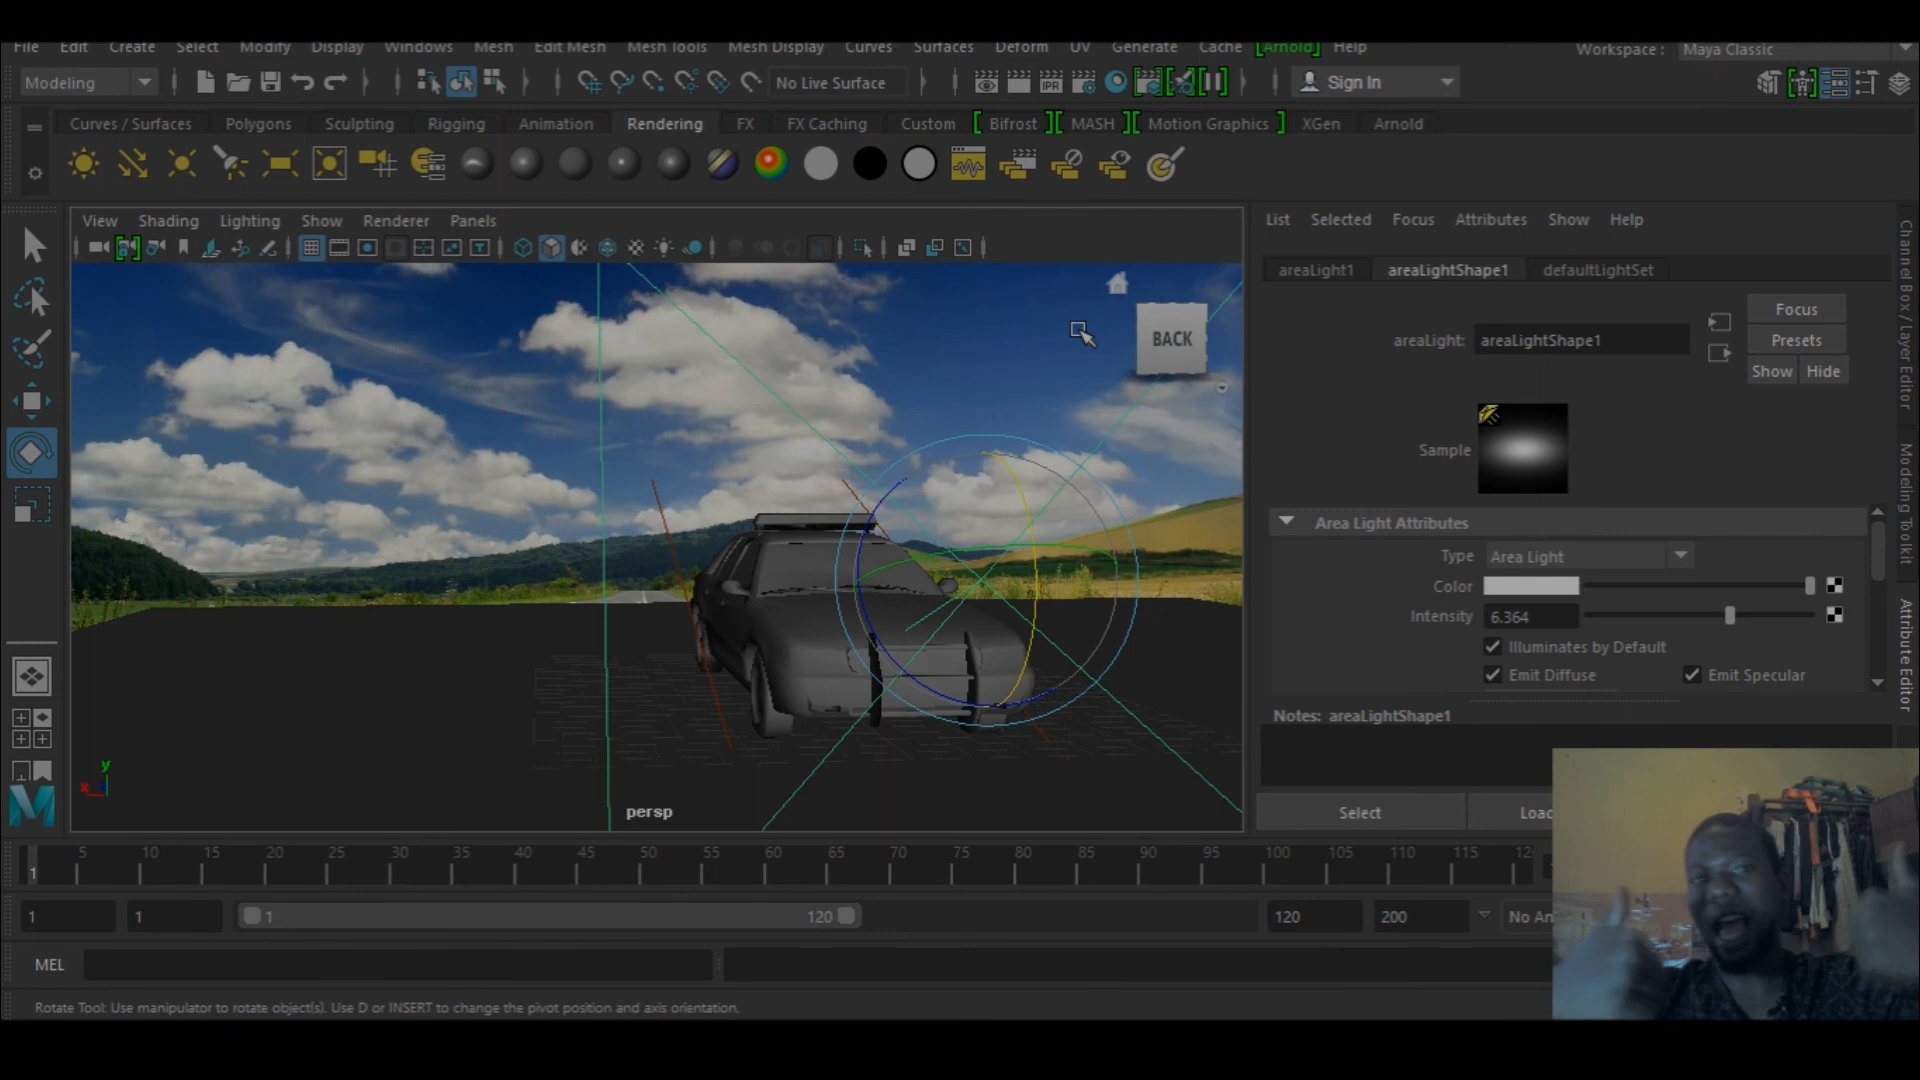 File Edit Create Select Modify Display Windows Mesh Edit Mesh Mesh Tools Mesh Display Curves Surfaces Deform UV Generate Cache [Arnold] Help Workspace : Maya Classic
Modeling No Live Surface IPR Sign In
Curves / Surfaces Polygons Sculpting Rigging Animation Rendering FX FX Caching Custom [ Bifrost ][ MASH ][ Motion Graphics ] XGen Arnold
View Shading Lighting Show Renderer Panels
List Selected Focus Attributes Show Help
areaLight1 areaLightShape1 defaultLightSet
Focus
areaLight: areaLightShape1 Presets
Show Hide
BACK
Sample
Area Light Attributes
Type Area Light
Color
Intensity 6.364
Illuminates by Default
Emit Diffuse Emit Specular
Notes: areaLightShape1
Select Load
Channel Box / Layer Editor
Modeling Toolkit
Attribute Editor
y
x
persp
1 5 10 15 20 25 30 35 40 45 50 55 60 65 70 75 80 85 90 95 100 105 110 115 12
1 1 1 120 120 200 No An
MEL
Rotate Tool: Use manipulator to rotate object(s). Use D or INSERT to change the pivot position and axis orientation.